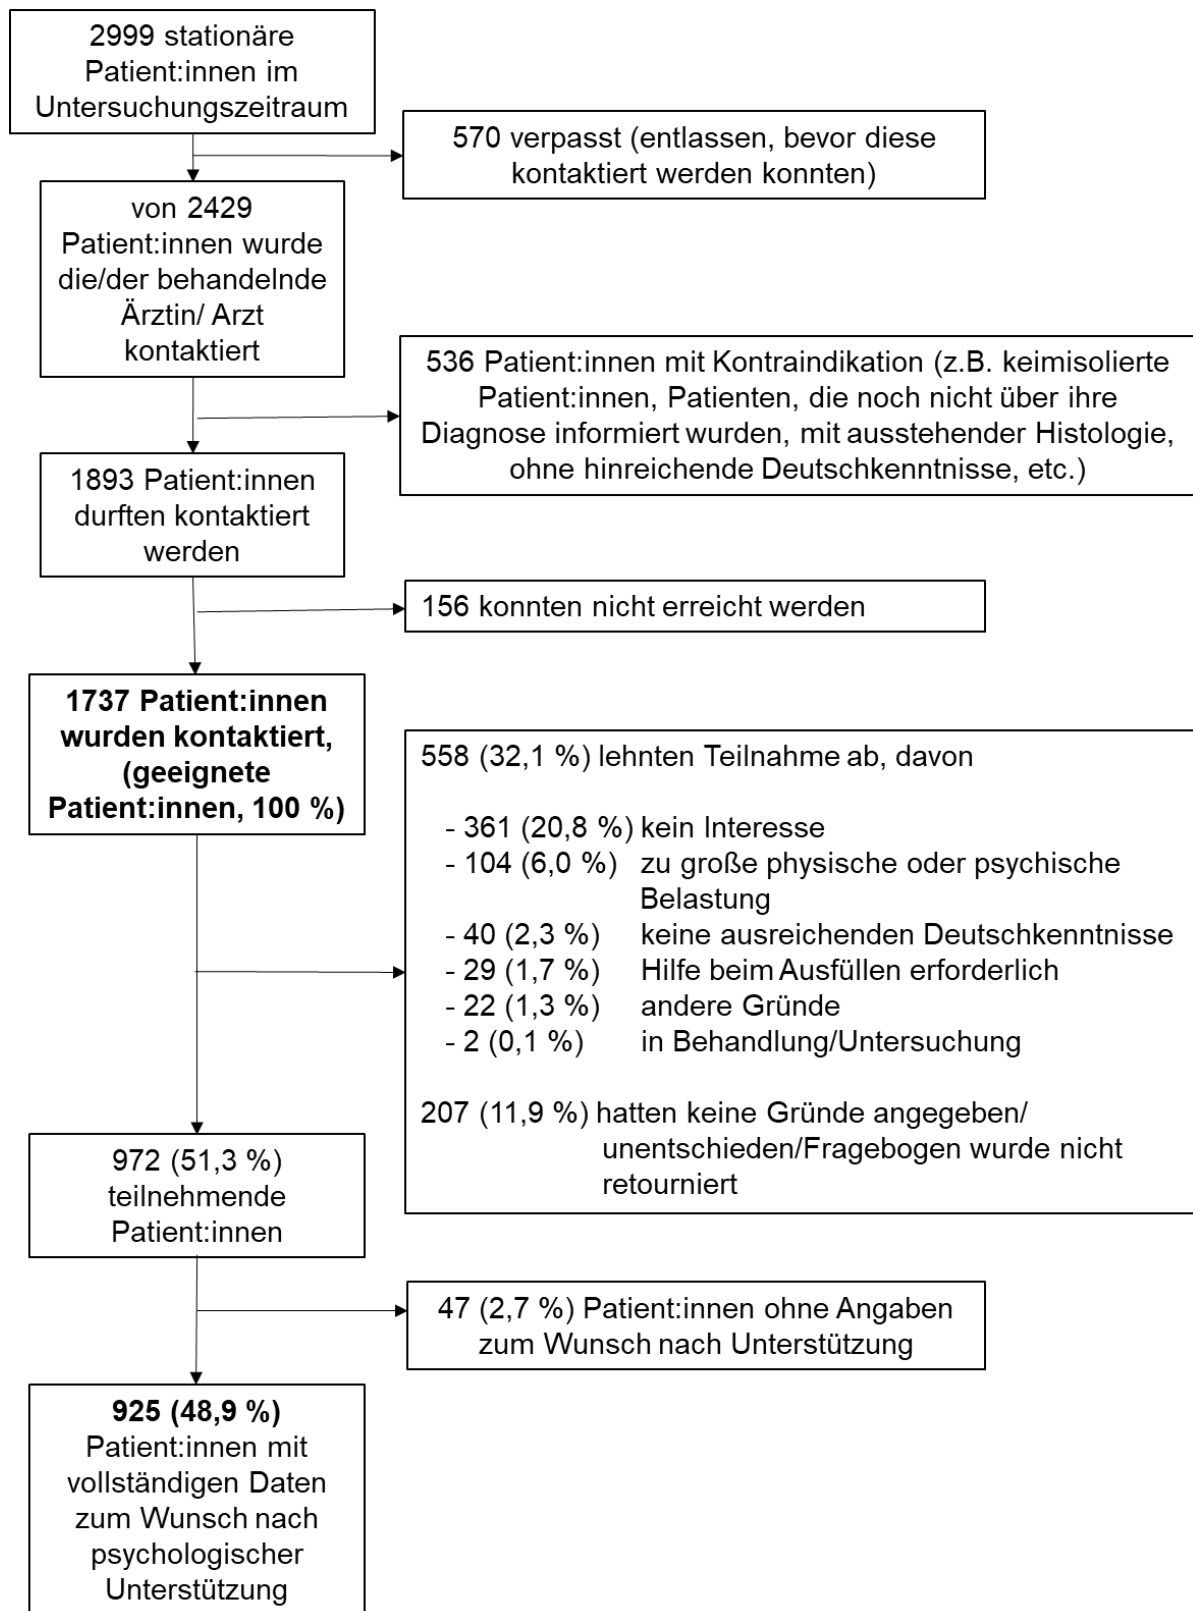 2999 stationäre
Patient:innen im
Untersuchungszeitraum
570 verpasst (entlassen, bevor diese
kontaktiert werden konnten)
von 2429
Patient:innen wurde
die/der behandelnde
Ärztin/ Arzt
kontaktiert
536 Patient:innen mit Kontraindikation (z.B. keimisolierte
Patient:innen, Patienten, die noch nicht über ihre
Diagnose informiert wurden, mit ausstehender Histologie,
ohne hinreichende Deutschkenntnisse, etc.)
1893 Patient:innen
durften kontaktiert
werden
156 konnten nicht erreicht werden
1737 Patient:innen
wurden kontaktiert,
(geeignete
Patient:innen, 100 %)
558 (32,1 %) lehnten Teilnahme ab, davon
- 361 (20,8 %) kein Interesse
- 104 (6,0 %) zu große physische oder psychische
Belastung
- 40 (2,3 %) keine ausreichenden Deutschkenntnisse
- 29 (1,7 %) Hilfe beim Ausfüllen erforderlich
- 22 (1,3 %) andere Gründe
- 2 (0,1 %) in Behandlung/Untersuchung
207 (11,9 %) hatten keine Gründe angegeben/
unentschieden/Fragebogen wurde nicht
retourniert
972 (51,3 %)
teilnehmende
Patient:innen
47 (2,7 %) Patient:innen ohne Angaben
zum Wunsch nach Unterstützung
925 (48,9 %)
Patient:innen mit
vollständigen Daten
zum Wunsch nach
psychologischer
Unterstützung